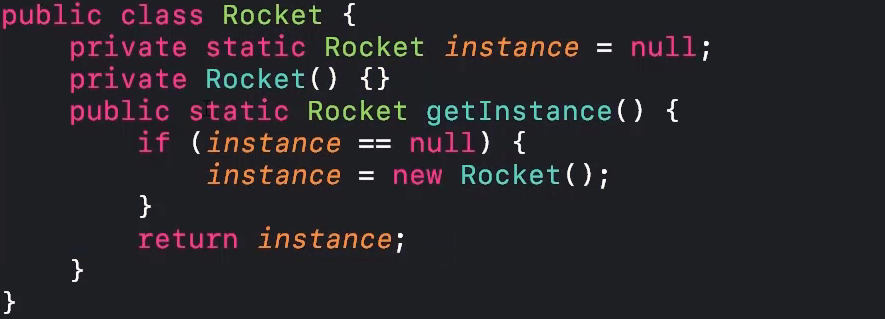 public class Rocket {
    private static Rocket instance = null;
    private Rocket() {}
    public static Rocket getInstance() {
        if (instance == null) {
            instance = new Rocket();
        }
        return instance;
    }
}